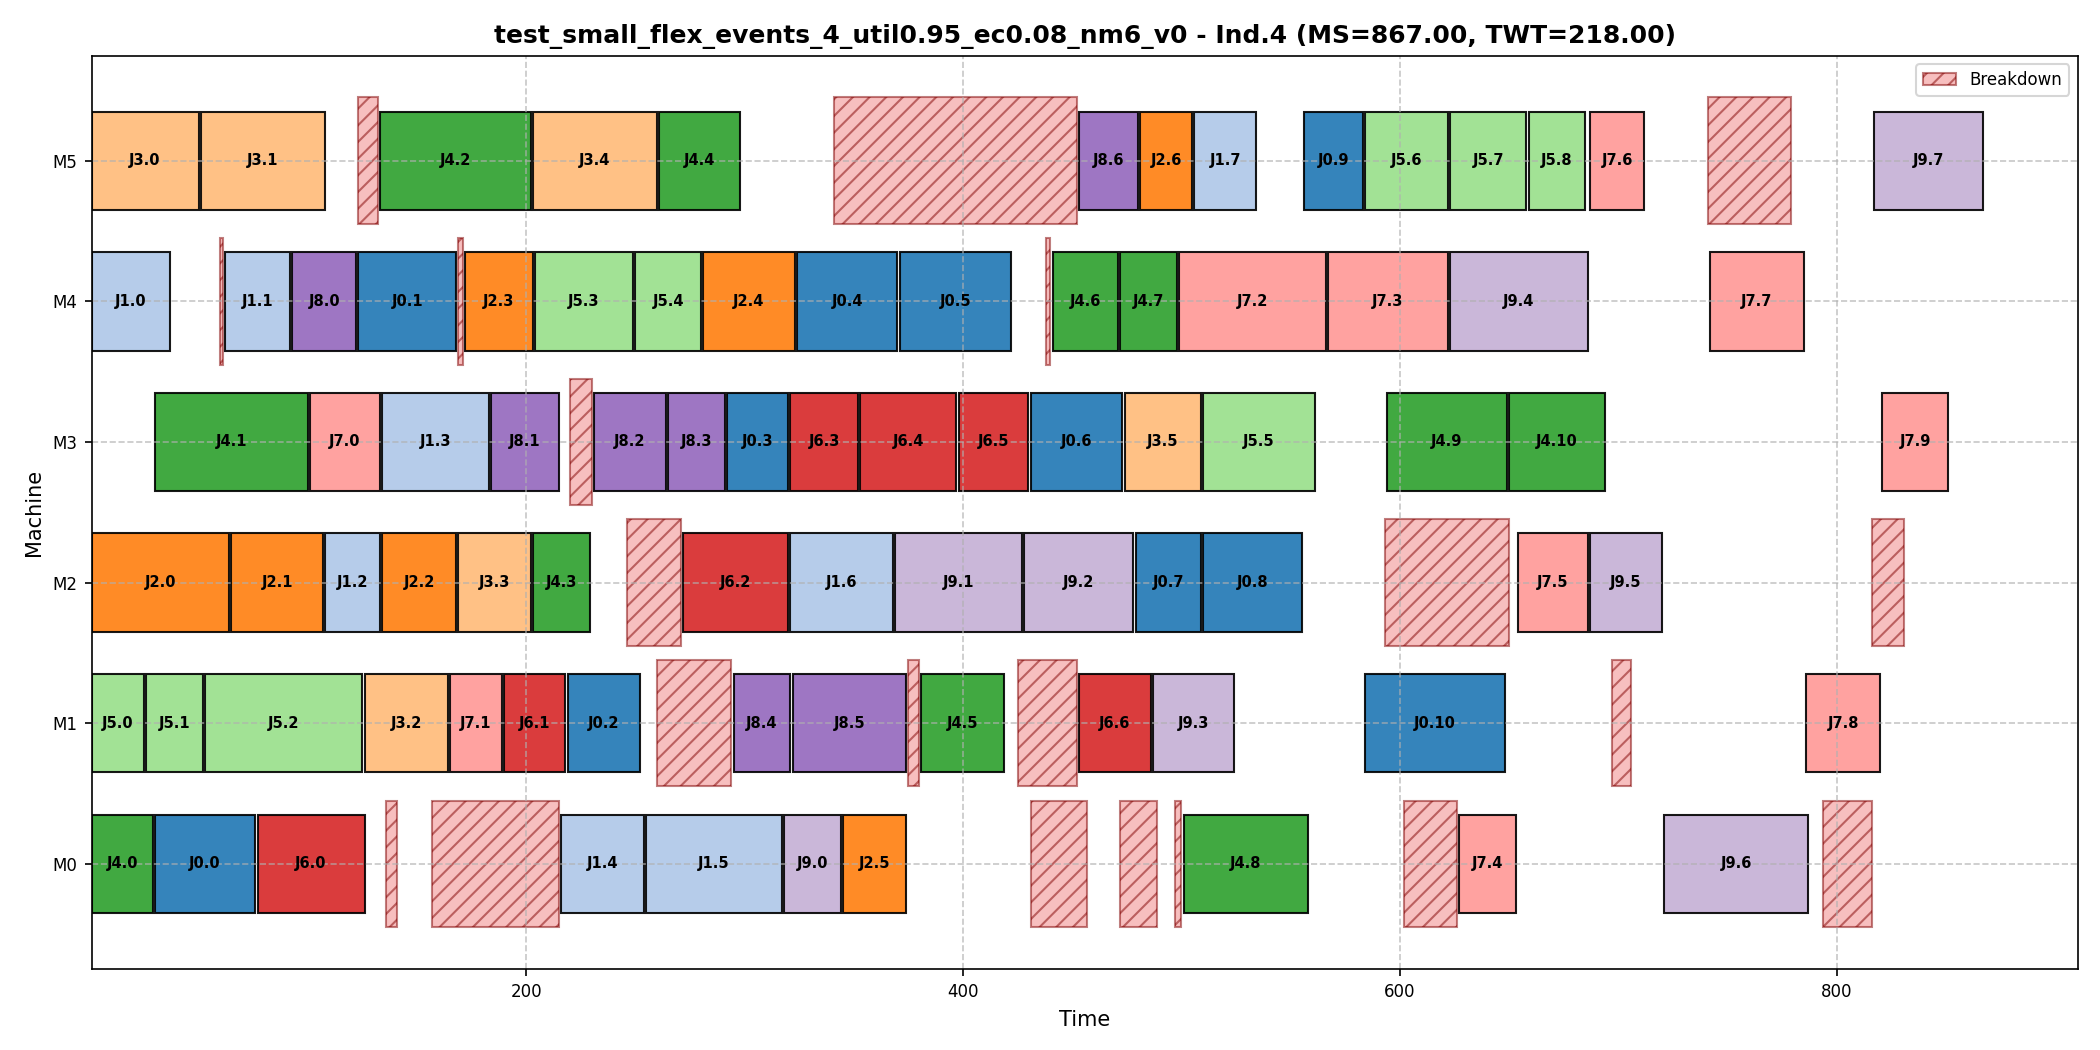 test_small_flex_events_4_util0.95_ec0.08_nm6_v0 - Ind.4 (MS=867.00, TWT=218.00)
Breakdown
M5 J3.0 J3.1 J4.2 J3.4 J4.4 J8.6 J2.6 J1.7 J0.9 J5.6 J5.7 J5.8 J7.6 J9.7
M4 J1.0 J1.1 J8.0 J0.1 J2.3 J5.3 J5.4 J2.4 J0.4 J0.5 J4.6 J4.7 J7.2 J7.3 J9.4 J7.7
M3 J4.1 J7.0 J1.3 J8.1 J8.2 J8.3 J0.3 J6.3 J6.4 J6.5 J0.6 J3.5 J5.5 J4.9 J4.10 J7.9
M2 J2.0 J2.1 J1.2 J2.2 J3.3 J4.3 J6.2 J1.6 J9.1 J9.2 J0.7 J0.8 J7.5 J9.5
M1 J5.0 J5.1 J5.2 J3.2 J7.1 J6.1 J0.2 J8.4 J8.5 J4.5 J6.6 J9.3 J0.10 J7.8
M0 J4.0 J0.0 J6.0 J1.4 J1.5 J9.0 J2.5 J4.8 J7.4 J9.6
Machine
200 400 600 800
Time